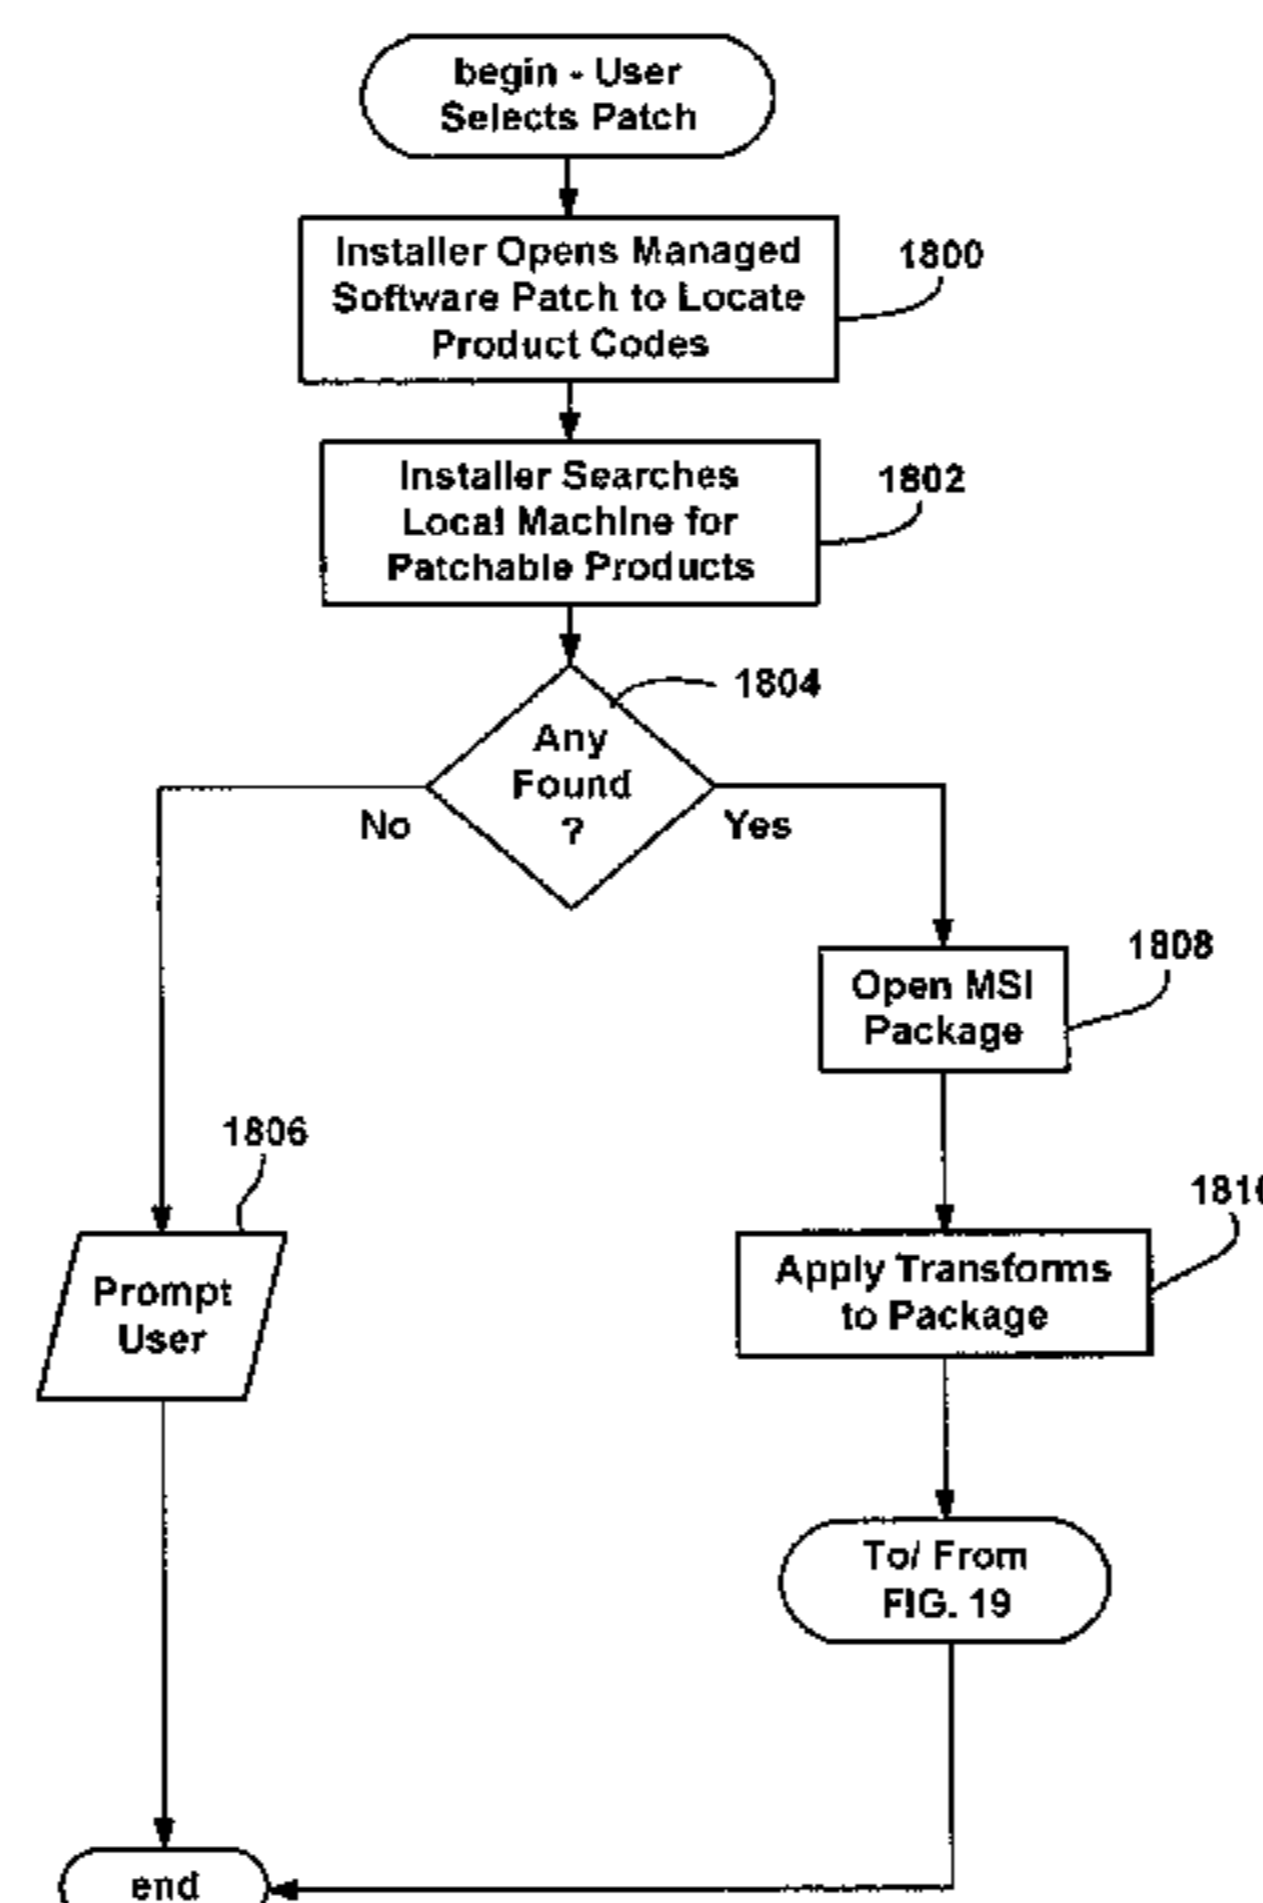 begin - User
Selects Patch
Installer Opens Managed
Software Patch to Locate
Product Codes
1800
Installer Searches
Local Machine for
Patchable Products
1802
1804
Any
Found
?
No
Yes
Open MSI
Package
1808
1806
Prompt
User
Apply Transforms
to Package
To/ From
FIG. 19
end